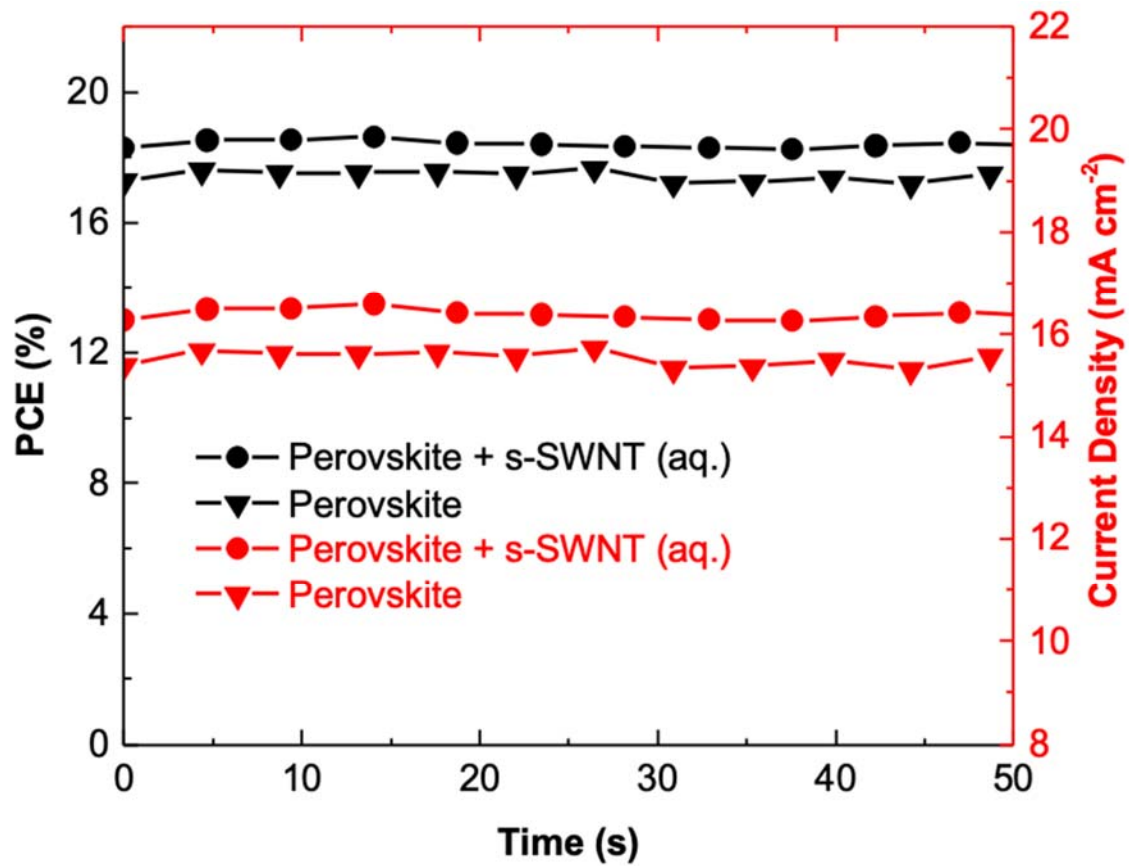 PCE (%)
20
16
12
8
4
0
22
20
18
16
14
12
10
8
Current Density (mA cm⁻²)
Perovskite + s-SWNT (aq.)
Perovskite
Perovskite + s-SWNT (aq.)
Perovskite
0 10 20 30 40 50
Time (s)